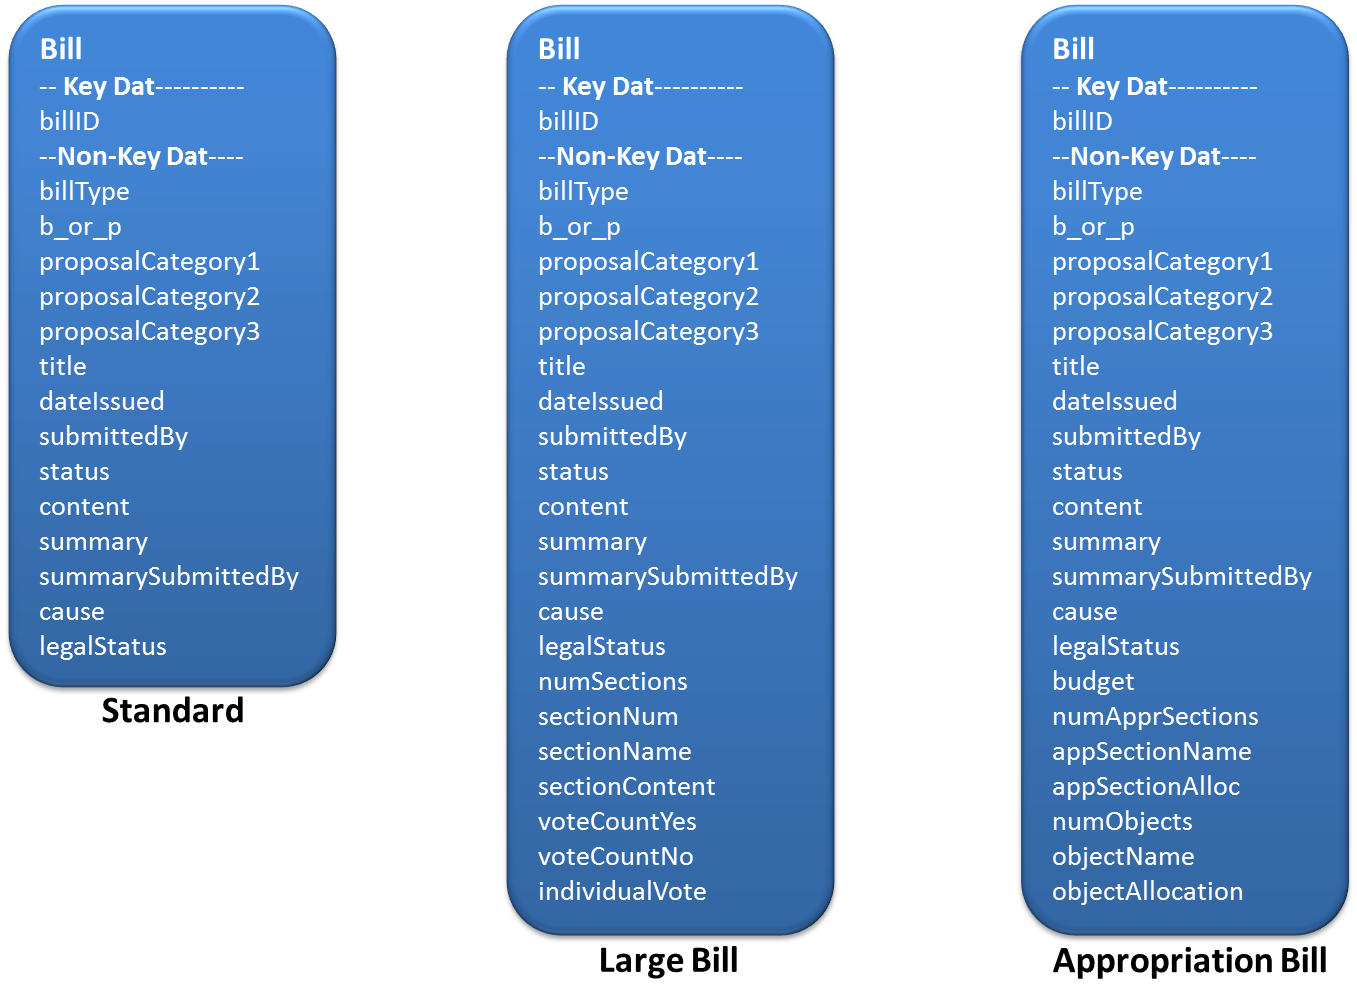 Bill
-- Key Dat----------
billID
--Non-Key Dat----
billType
b_or_p
proposalCategory1
proposalCategory2
proposalCategory3
title
dateIssued
submittedBy
status
content
summary
summarySubmittedBy
cause
legalStatus
Standard
Bill
-- Key Dat----------
billID
--Non-Key Dat----
billType
b_or_p
proposalCategory1
proposalCategory2
proposalCategory3
title
dateIssued
submittedBy
status
content
summary
summarySubmittedBy
cause
legalStatus
numSections
sectionNum
sectionName
sectionContent
voteCountYes
voteCountNo
individualVote
Large Bill
Bill
-- Key Dat----------
billID
--Non-Key Dat----
billType
b_or_p
proposalCategory1
proposalCategory2
proposalCategory3
title
dateIssued
submittedBy
status
content
summary
summarySubmittedBy
cause
legalStatus
budget
numApprSections
appSectionName
appSectionAlloc
numObjects
objectName
objectAllocation
Appropriation Bill